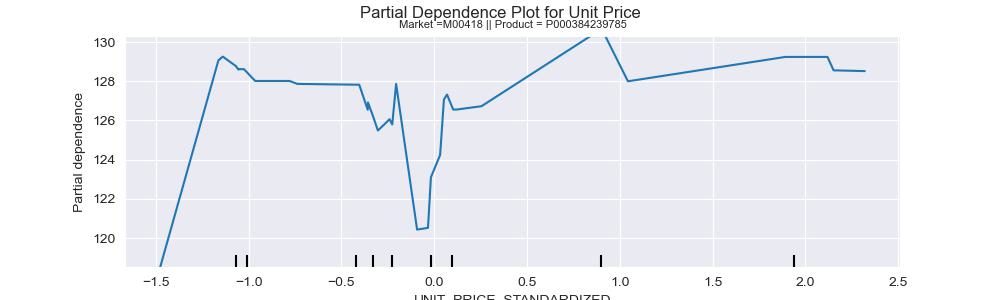 Partial Dependence Plot for Unit Price
Market =M00418 || Product = P000384239785
130
128
126
124
122
120
Partial dependence
−1.5 −1.0 −0.5 0.0 0.5 1.0 1.5 2.0 2.5
UNIT_PRICE_STANDARDIZED